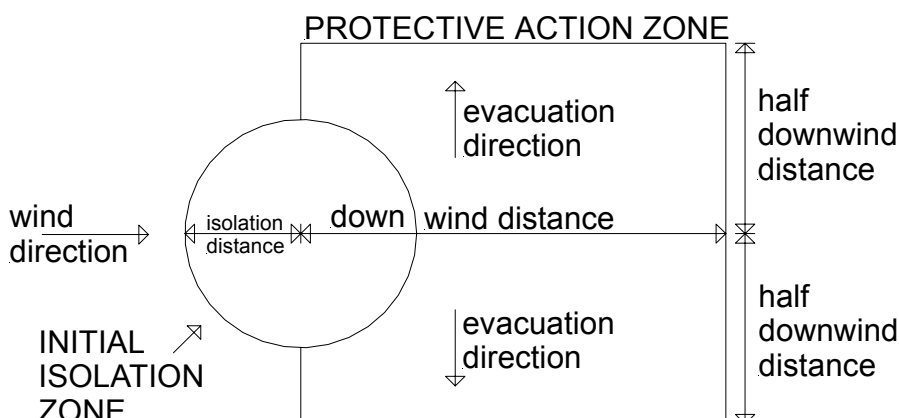 PROTECTIVE ACTION ZONE
evacuation
direction
half
downwind
distance
wind
direction
isolation
distance
down wind distance
evacuation
direction
half
downwind
distance
INITIAL
ISOLATION
ZONE